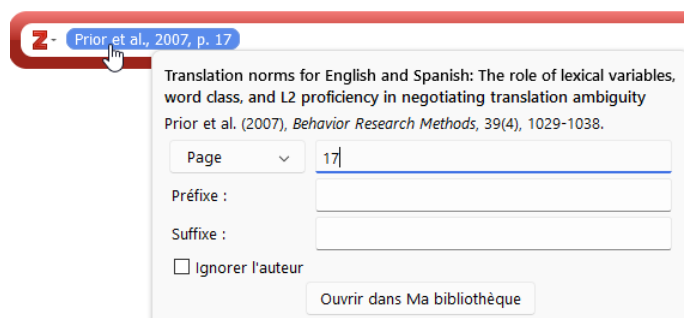 Z Prior et al., 2007, p. 17
Translation norms for English and Spanish: The role of lexical variables,
word class, and L2 proficiency in negotiating translation ambiguity
Prior et al. (2007), Behavior Research Methods, 39(4), 1029-1038.
Page 17
Préfixe :
Suffixe :
Ignorer l'auteur
Ouvrir dans Ma bibliothèque